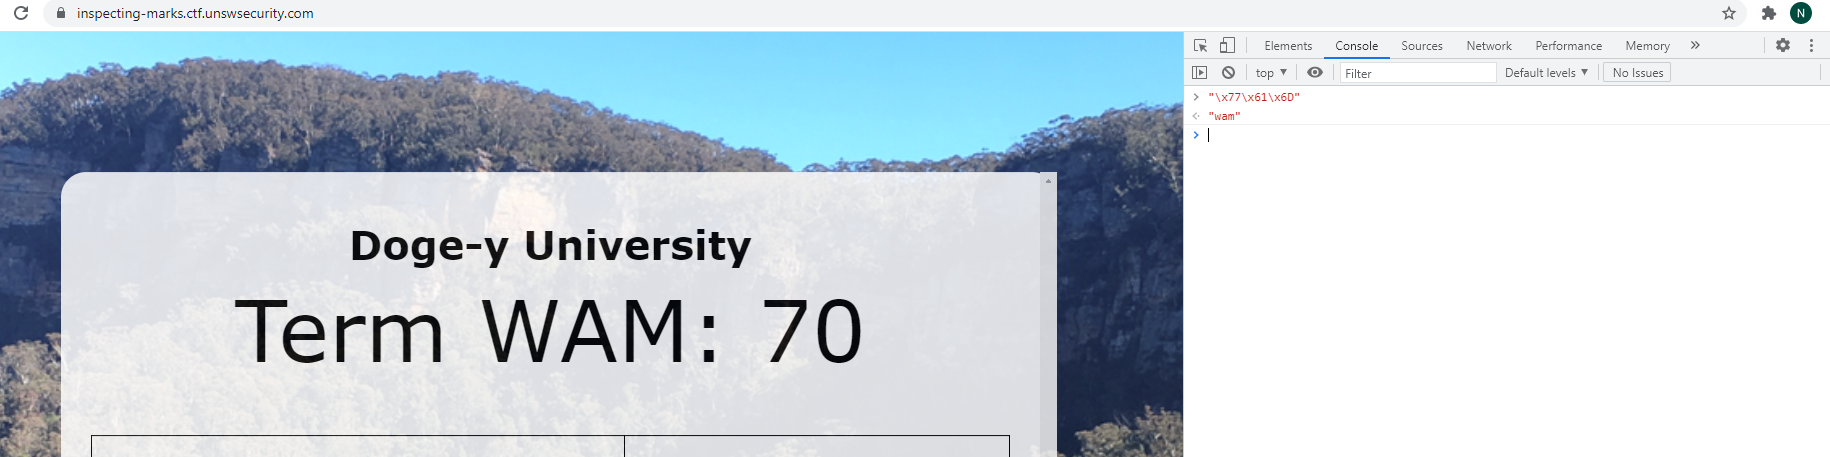 inspecting-marks.ctf.unswsecurity.com
N
Elements Console Sources Network Performance Memory »
top ▼ Filter Default levels ▼ No Issues
> "\x77\x61\x6D"
"wam"
>
Doge-y University
Term WAM: 70